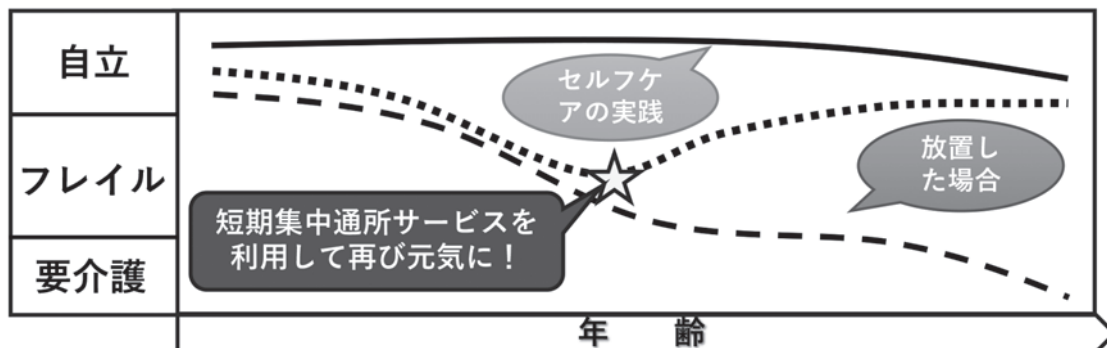 自立
セルフケ
アの実践
放置し
た場合
フレイル
短期集中通所サービスを
利用して再び元気に！
要介護
年　齢